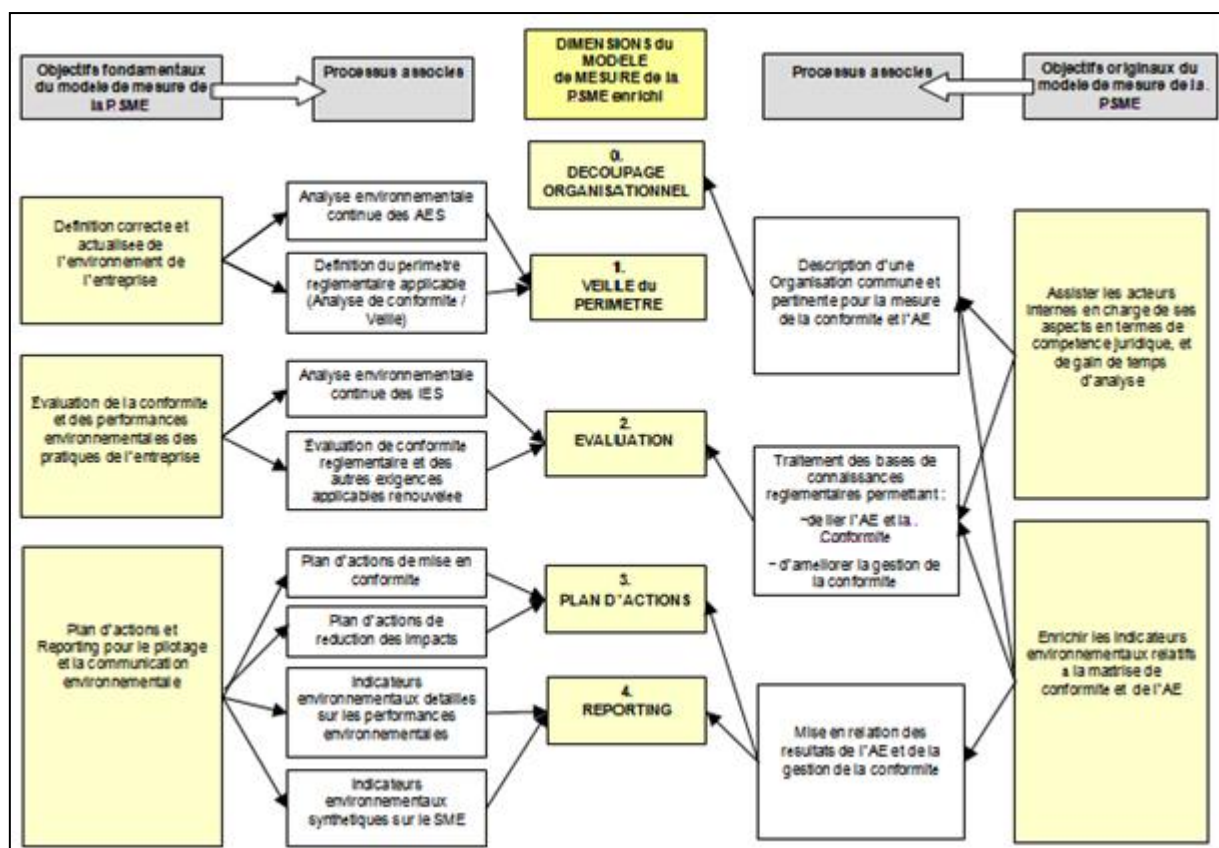 Objectifs fondamentaux
du modele de mesure de
la PSME
Processus associes
DIMENSIONS du
MODELE
de MESURE de la
PSME enrichi
Processus associes
Objectifs originaux du
modele de mesure de la.
PSME
0.
DECOUPAGE
ORGANISATIONNEL
Definition correcte et
actualisee de
l'environement de
l'entreprise
Analyse environnementale
continue des AES
Definition du perimetre
reglementaire applicable
(Analyse de conformite /
Veille)
1.
VEILLE du
PERIMETRE
Description d'une
Organisation commune et
pertinente pour la mesure
de la conformite et l'AE
Assister les acteurs
Internes en charge de ses
aspects en termes de
competence juridique, et
de gain de temps
d'analyse
Evaluation de la conformite
et des performances
environnementales des
pratiques de l'entreprise
Analyse environnementale
continue des IES
Evaluation de conformite
reglementaire et des
autres exigences
applicables renouvelee
2.
EVALUATION
Traitement des bases de
connaissances
reglementaires permettant :
-de lier l'AE et la .
Conformite
- d'ameliorer la gestion de
la conformite
Plan d'actions et
Reporting pour le pilotage
et la communication
environnementale
Plan d'actions de mise en
conformite
Plan d'actions de
reduction des Impacts
Indicateurs
environnementaux detailles
sur les performances
environnementales
Indicateurs
environnementaux
synthetiques sur le SME
3.
PLAN D'ACTIONS
4.
REPORTING
Mise en relation des
resultats de l'AE et de la
gestion de la conformite
Enrichir les Indicateurs
environnementaux relatifs
a la maitrise de
conformite et de l'AE